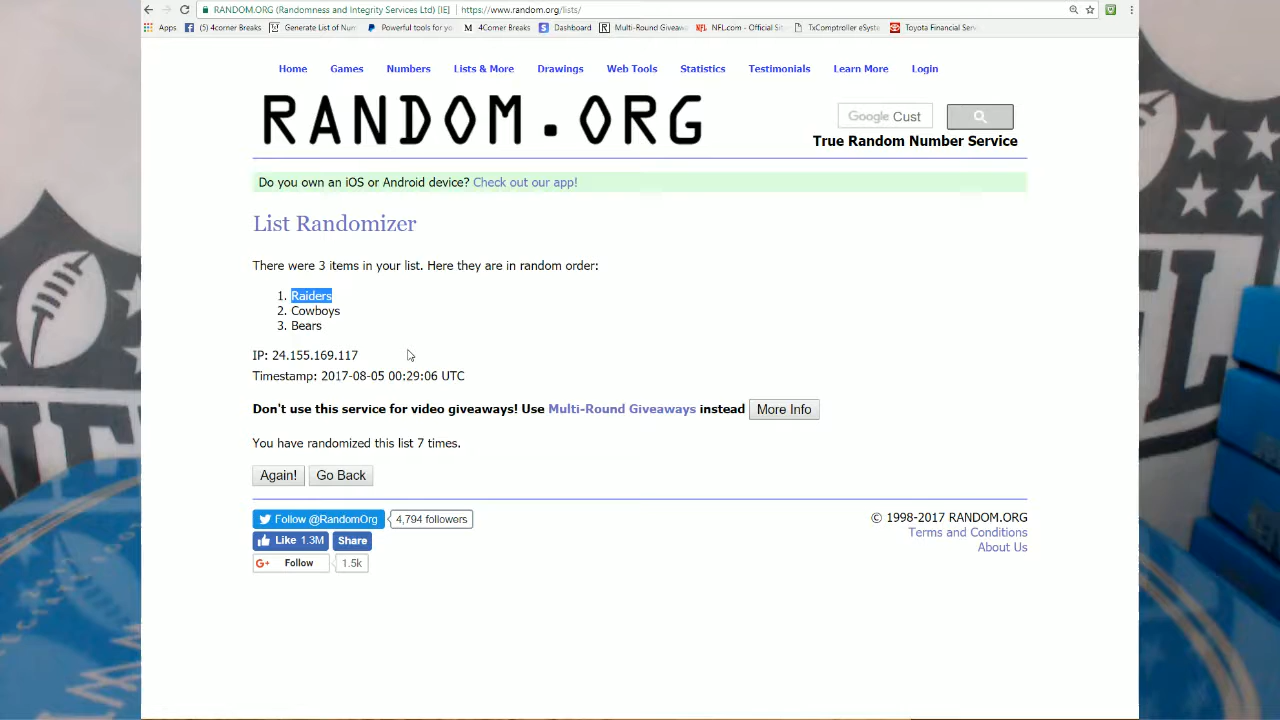 RANDOM.ORG (Randomness and Integrity Services Ltd) [IE] https://www.random.org/lists/
Apps (5) 4corner Breaks Generate List of Num Powerful tools for yo 4Corner Breaks Dashboard Multi-Round Giveaw NFL.com - Official Sit TxComptroller eSyste Toyota Financial Serv
Home Games Numbers Lists & More Drawings Web Tools Statistics Testimonials Learn More Login
RANDOM.ORG
Google Cust
True Random Number Service
Do you own an iOS or Android device? Check out our app!
List Randomizer
There were 3 items in your list. Here they are in random order:
1. Raiders
2. Cowboys
3. Bears
IP: 24.155.169.117
Timestamp: 2017-08-05 00:29:06 UTC
Don't use this service for video giveaways! Use Multi-Round Giveaways instead More Info
You have randomized this list 7 times.
Again! Go Back
Follow @RandomOrg 4,794 followers
Like 1.3M Share
G+ Follow 1.5k
© 1998-2017 RANDOM.ORG
Terms and Conditions
About Us